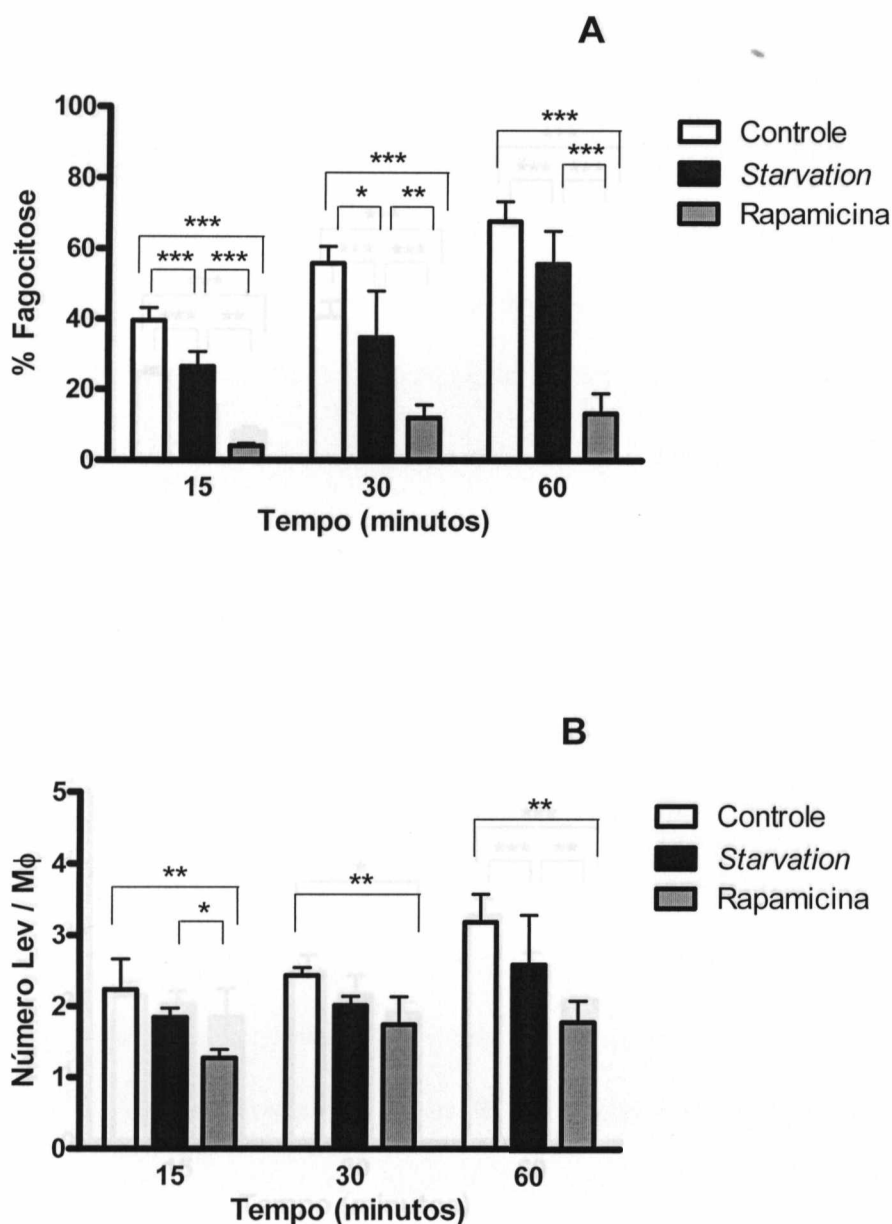 A
% Fagocitose
100
80
60
40
20
0
***
***
***
***
*
**
***
***
15
30
60
Tempo (minutos)
Controle
Starvation
Rapamicina
B
Número Lev / Mϕ
5
4
3
2
1
0
**
*
**
**
15
30
60
Tempo (minutos)
Controle
Starvation
Rapamicina